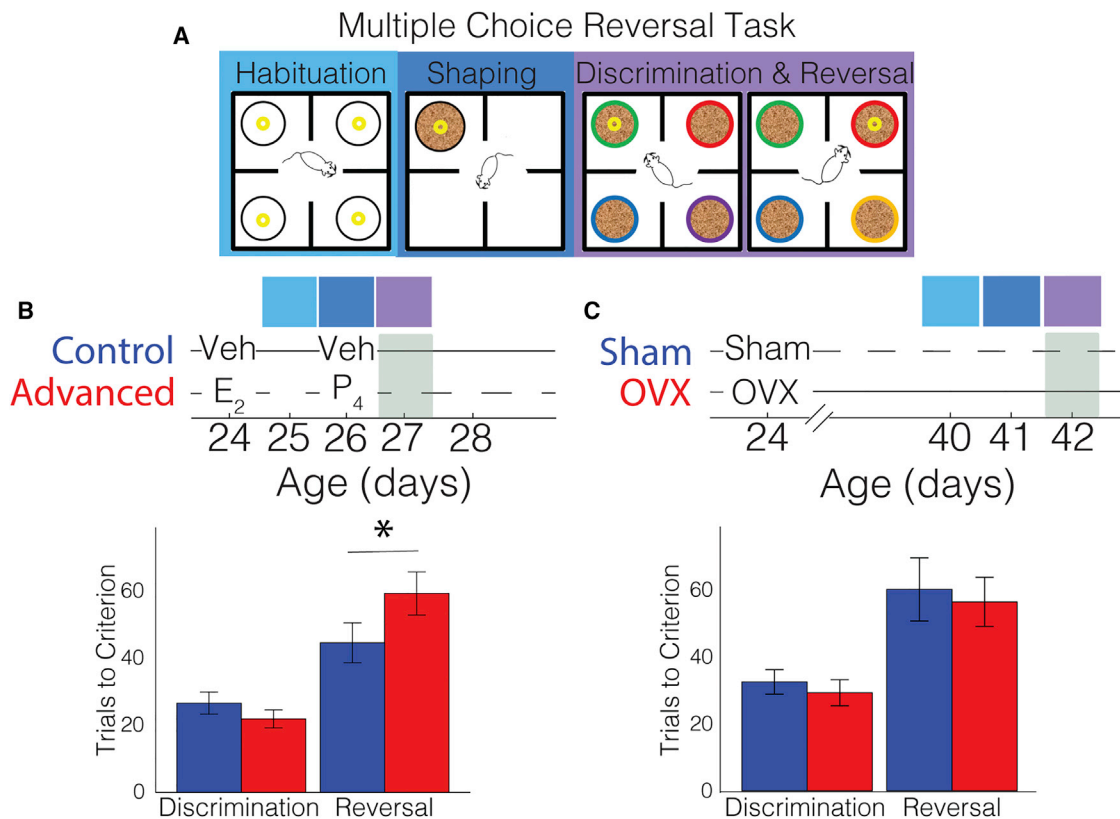 A
Multiple Choice Reversal Task
Habituation
Shaping
Discrimination & Reversal
B
Control
Veh
Veh
Advanced
E2
P4
24 25 26 27 28
Age (days)
*
Trials to Criterion
60
40
20
0
Discrimination
Reversal
C
Sham
Sham
OVX
OVX
24 40 41 42
Age (days)
Trials to Criterion
60
40
20
0
Discrimination
Reversal